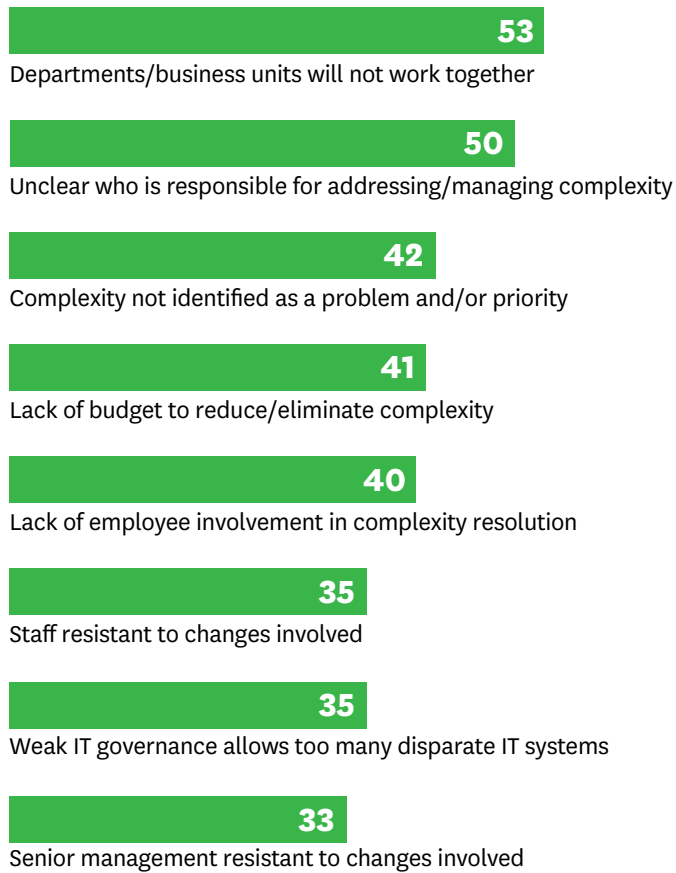 53
Departments/business units will not work together
50
Unclear who is responsible for addressing/managing complexity
42
Complexity not identified as a problem and/or priority
41
Lack of budget to reduce/eliminate complexity
40
Lack of employee involvement in complexity resolution
35
Staff resistant to changes involved
35
Weak IT governance allows too many disparate IT systems
33
Senior management resistant to changes involved